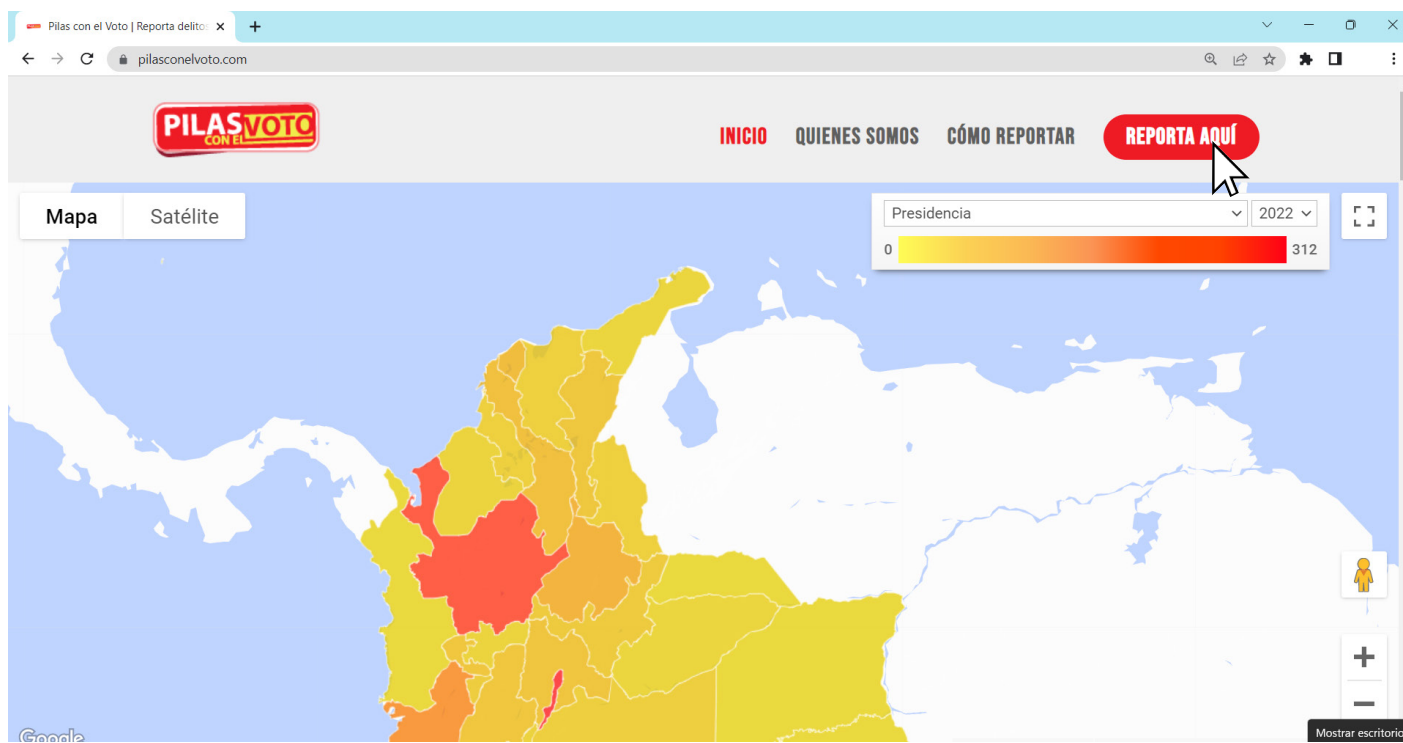 Pilas con el Voto | Reporta delito
pilasconelvoto.com
PILAS VOTO
CON EL
INICIO QUIENES SOMOS CÓMO REPORTAR REPORTA AQUÍ
Mapa Satélite
Presidencia 2022
0 312
Google
Mostrar escritorio